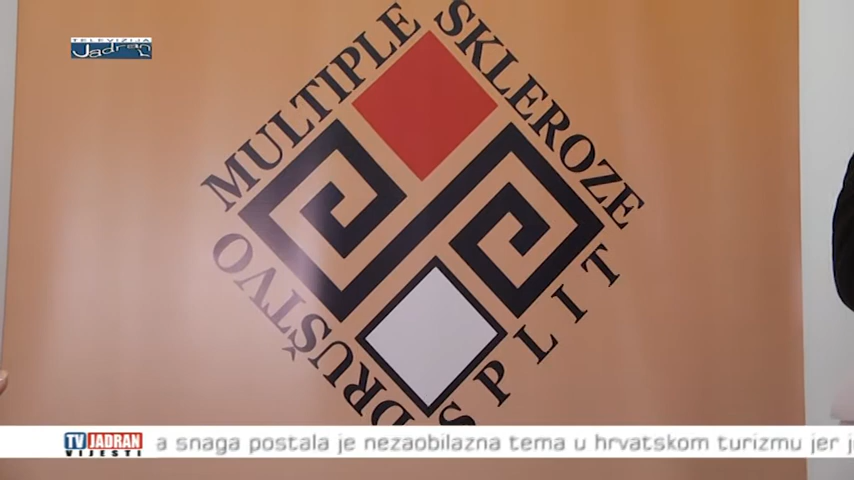 TELEVIZIJA
Jadran
DRUŠTVO
MULTIPLE
SKLEROZE
SPLIT
TV JADRAN
VIJESTI
a snaga postala je nezaobilazna tema u hrvatskom turizmu jer